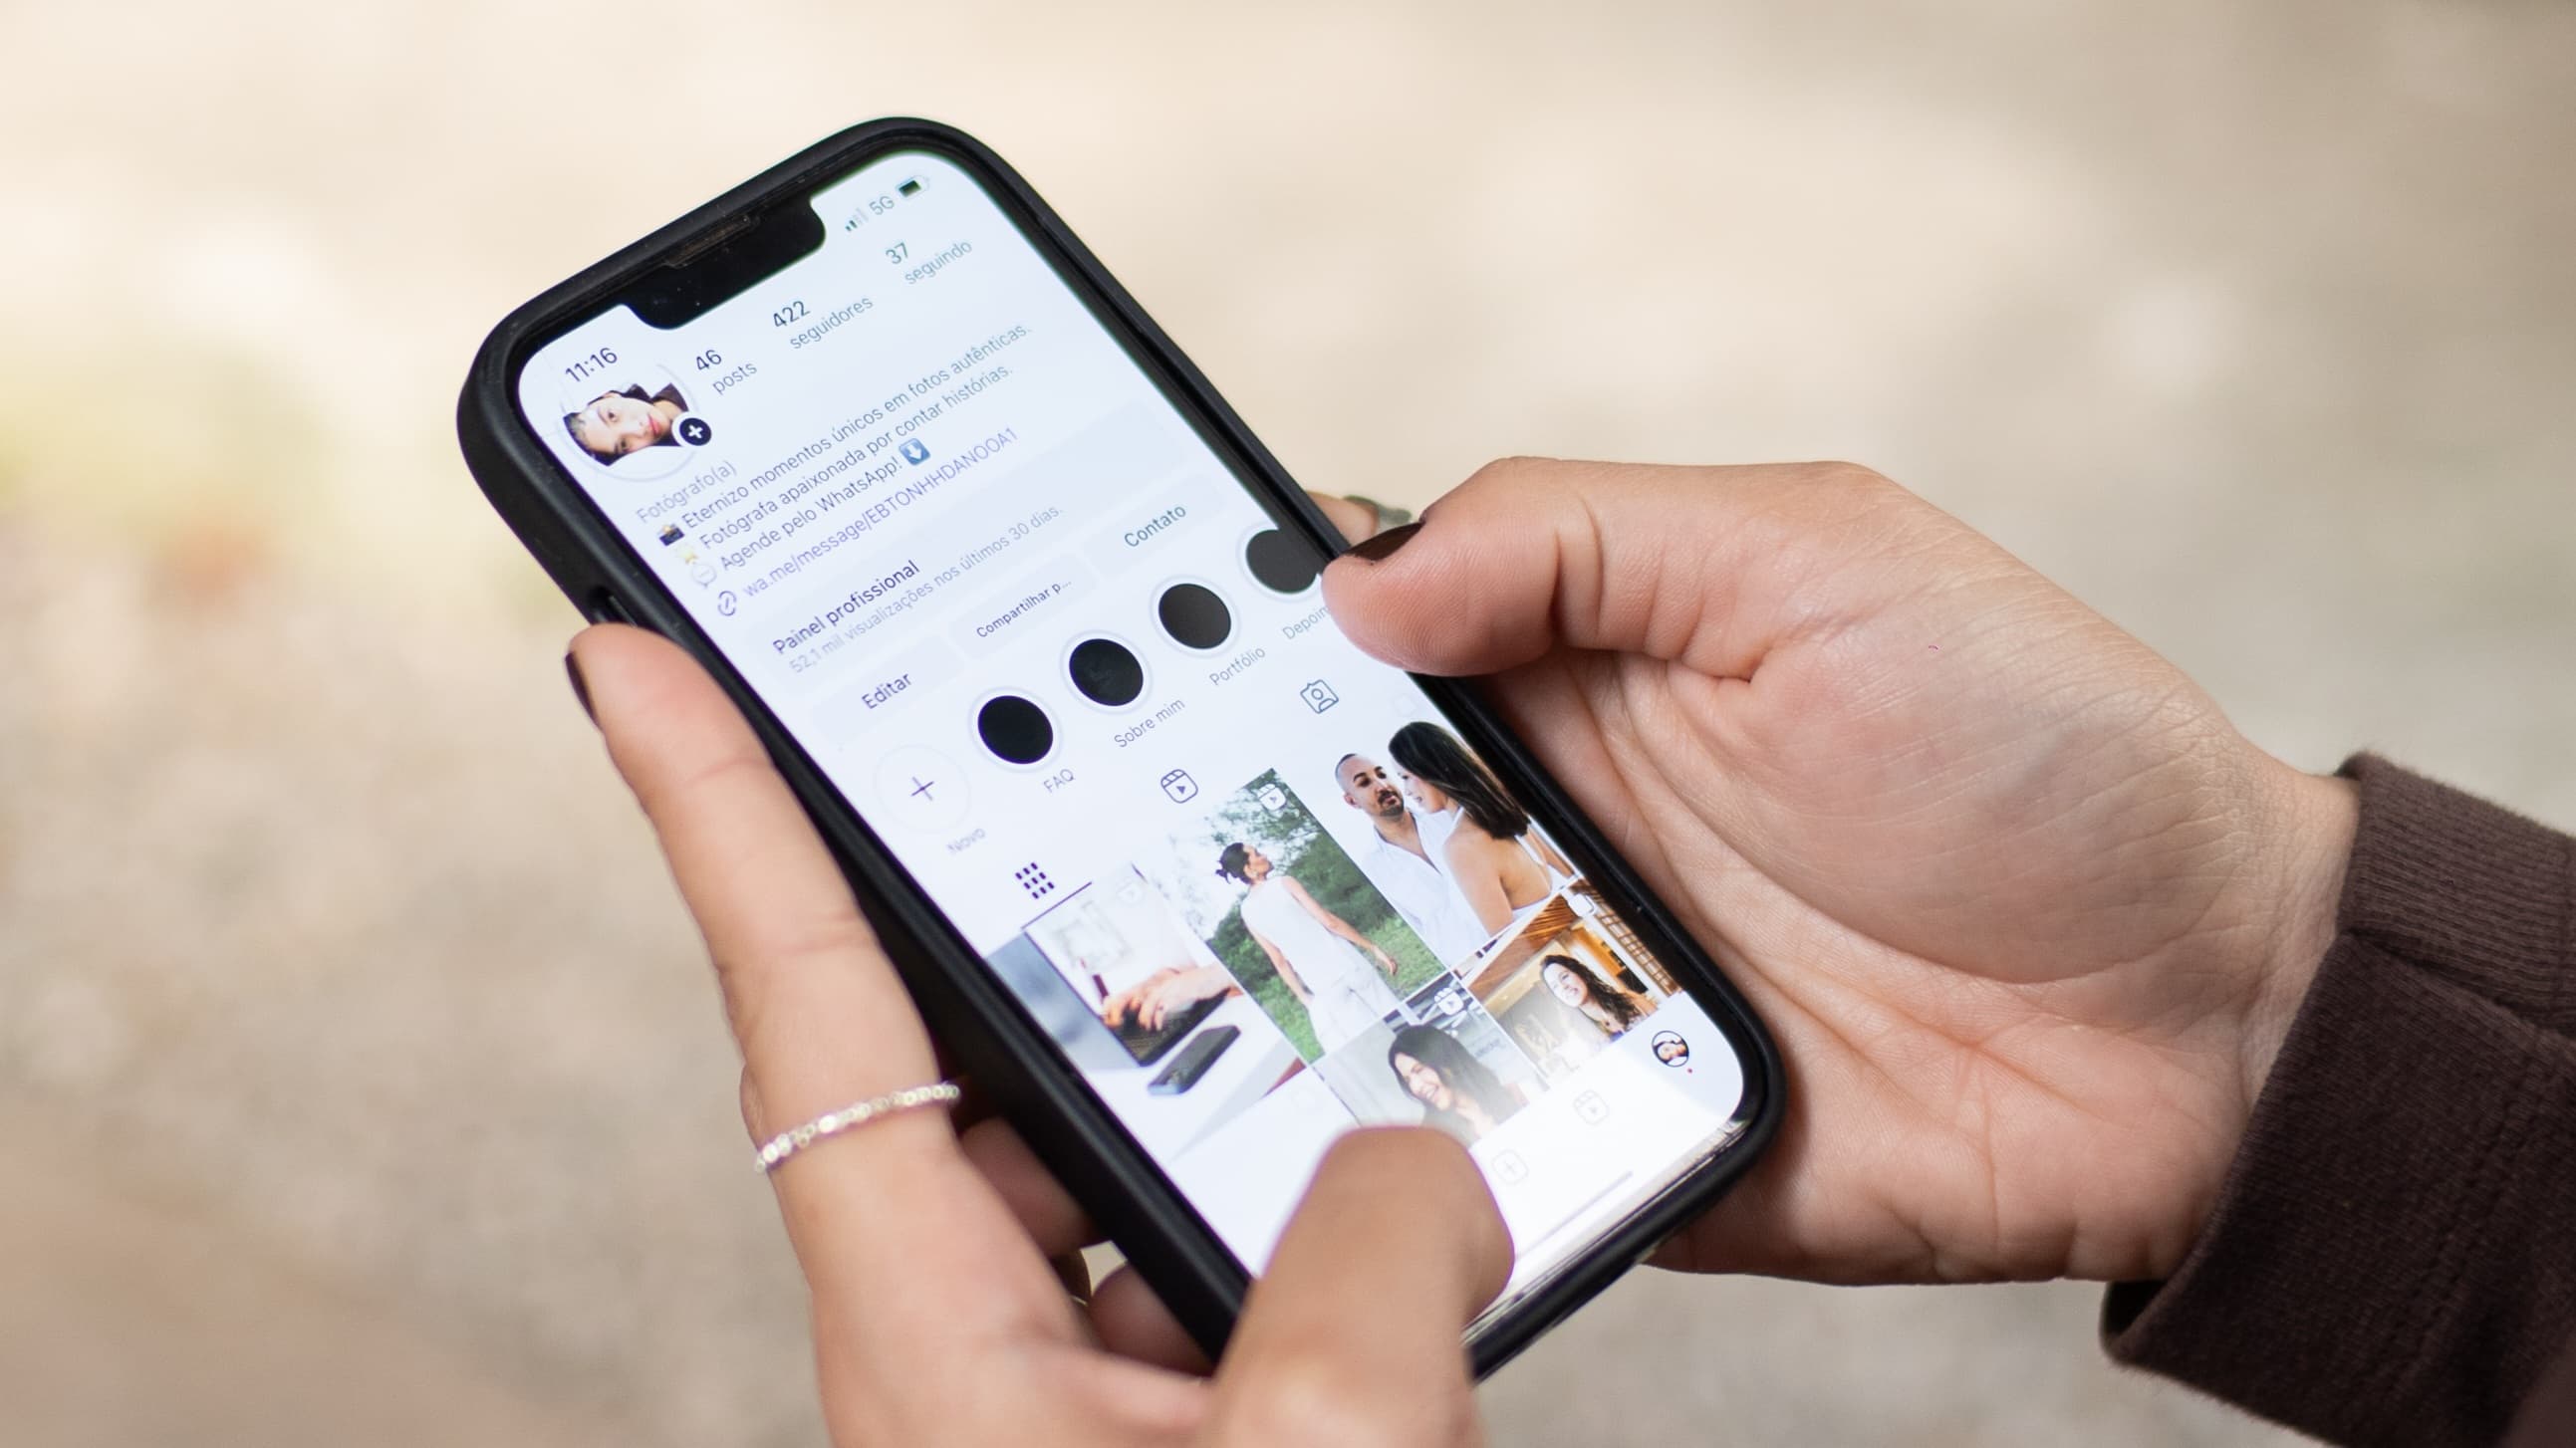 11:16
5G
46
posts
422
seguidores
37
seguindo
Fotógrafo(a)
Eternizo momentos únicos em fotos autênticas.
Fotógrafa apaixonada por contar histórias.
Agende pelo WhatsApp!
wa.me/message/EBTONHHDANOOA1
Painel profissional
52,1 mil visualizações nos últimos 30 dias.
Editar
Compartilhar p...
Contato
Novo
FAQ
Sobre mim
Portfólio
Depoim